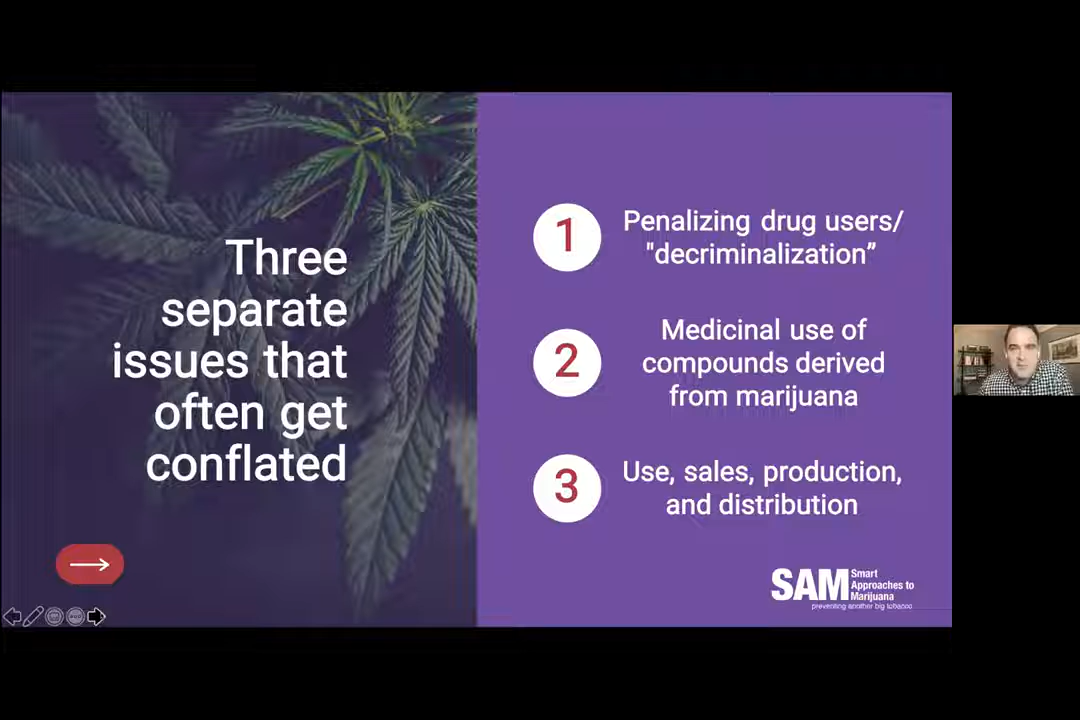 Three
separate
issues that
often get
conflated
1
Penalizing drug users/
"decriminalization”
2
Medicinal use of
compounds derived
from marijuana
3
Use, sales, production,
and distribution
SAM
Smart
Approaches to
Marijuana
preventing another big tobacco